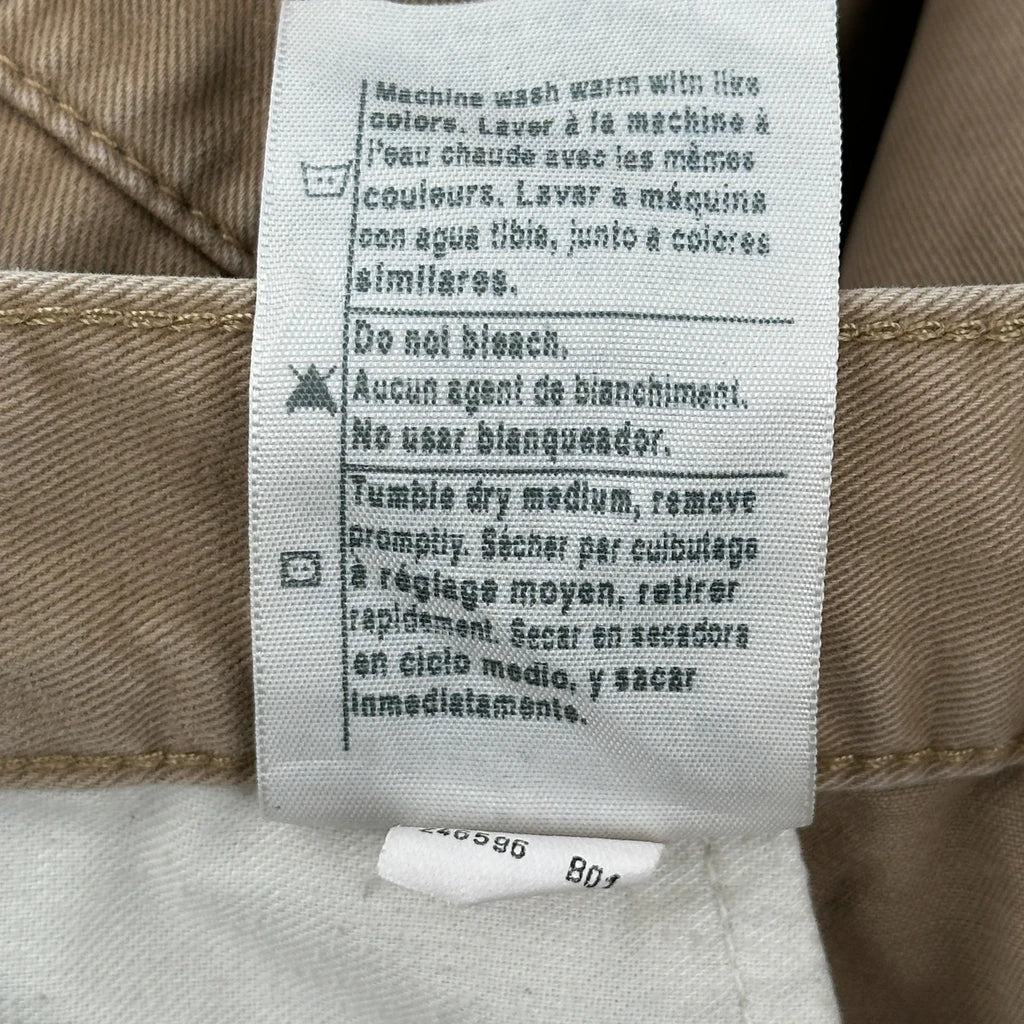 Machine wash warm with like
colors. Laver à la machine à
l'eau chaude avec les mêmes
couleurs. Lavar a máquina
con agua tibia, junto a colores
similares.
Do not bleach.
Aucun agent de blanchiment.
No usar blanqueador.
Tumble dry medium, remove
promptly. Sécher par culbutage
à réglage moyen, retirer
rapidement. Secar en secadora
en ciclo medio, y sacar
inmediatamente.
246596 B01